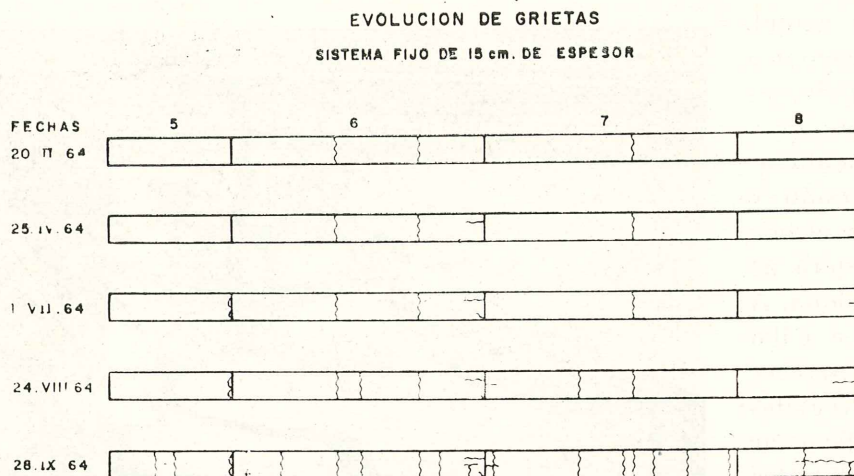 EVOLUCION DE GRIETAS
SISTEMA FIJO DE 15 cm. DE ESPESOR
FECHAS 5 6 7 8
20 II 64
25.IV.64
1 VII.64
24.VIII 64
28.IX 64